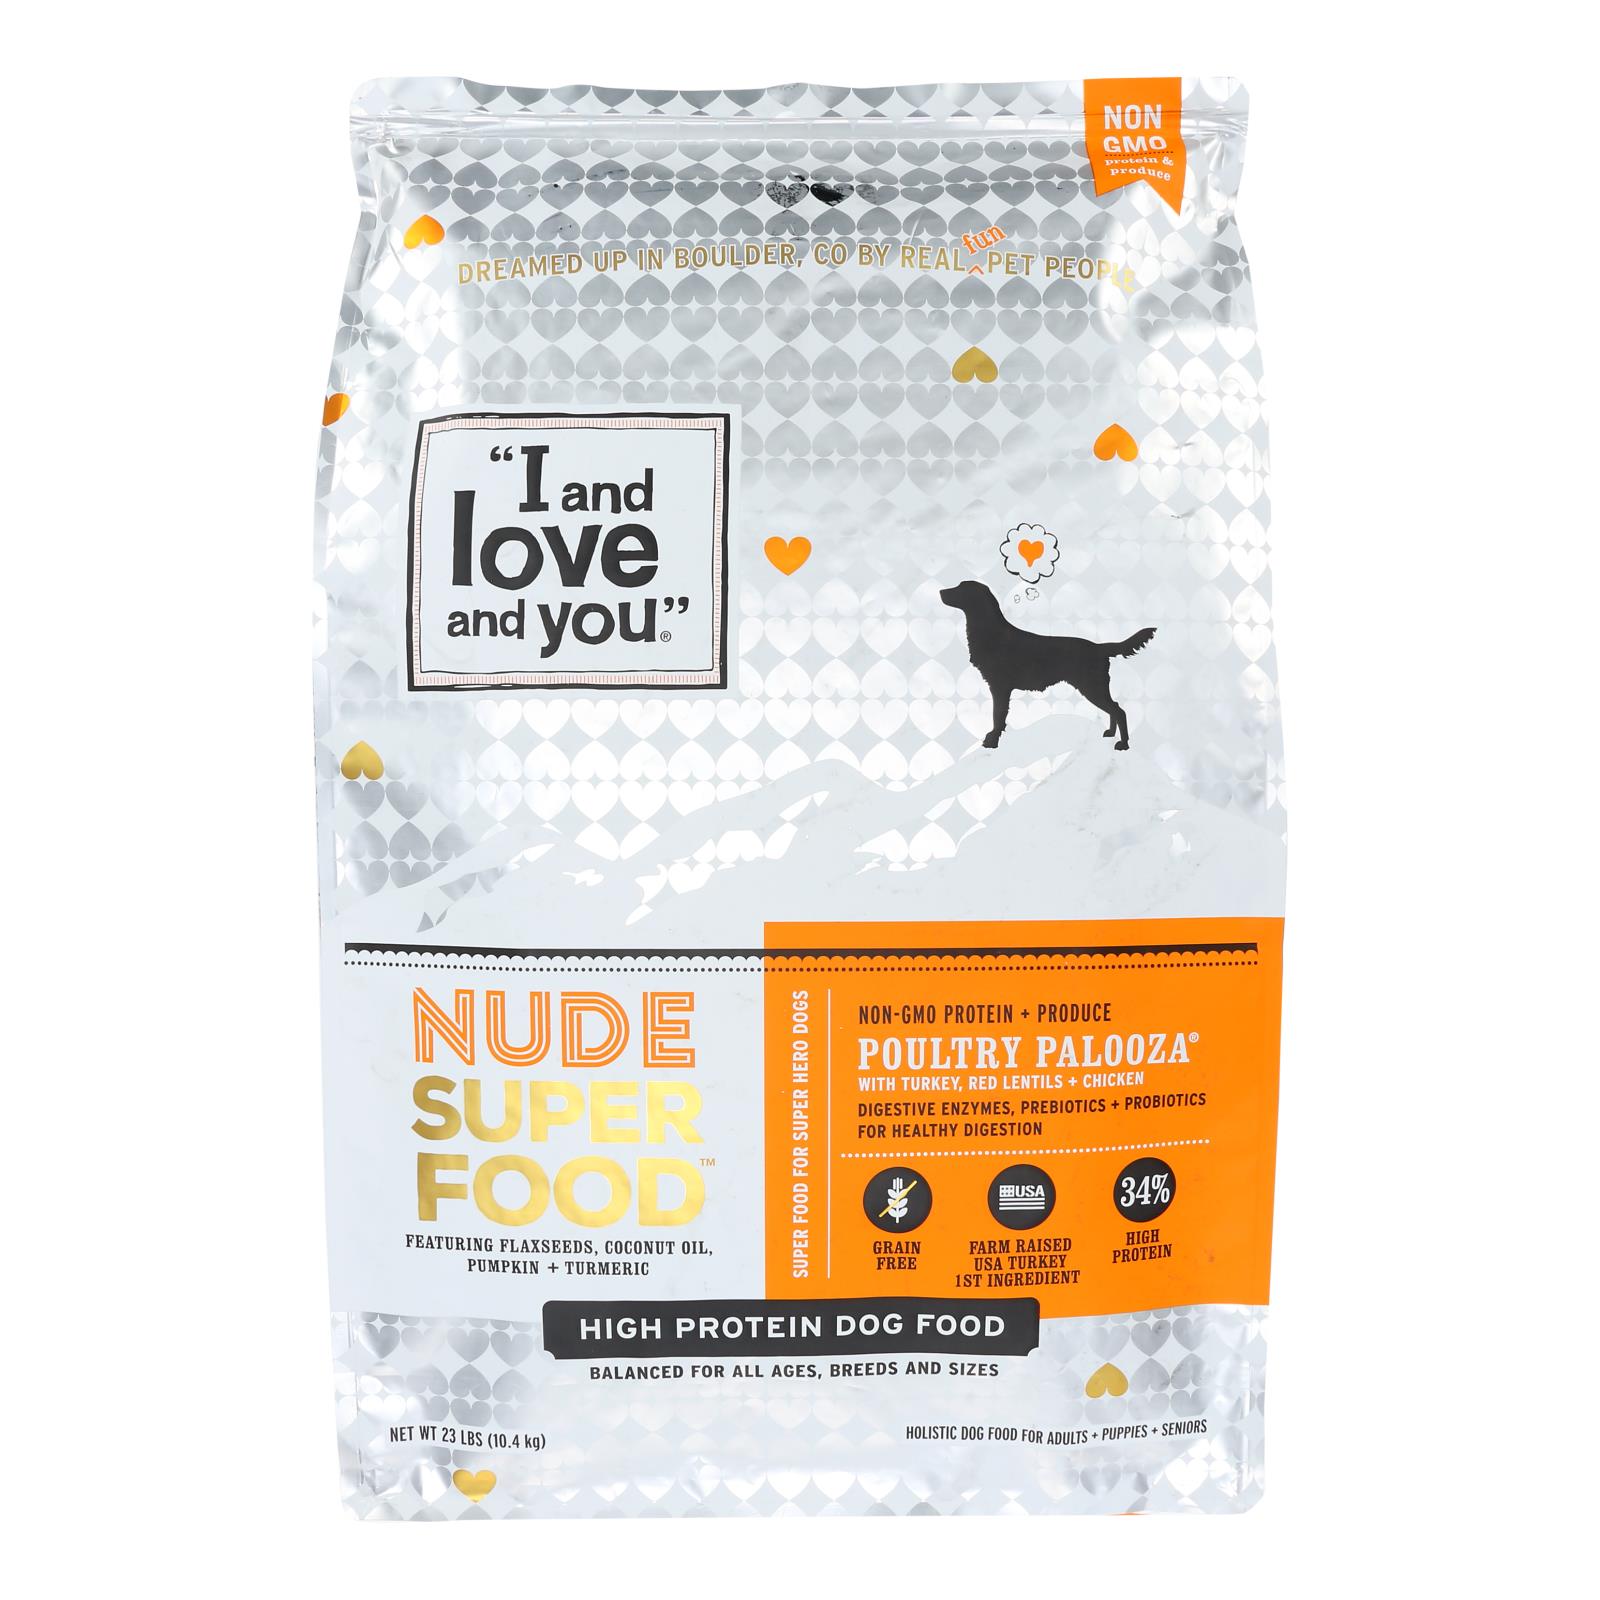 NON
GMO
protein &
produce
DREAMED UP IN BOULDER, CO BY REAL fun PET PEOPLE
"I and
love
and you"®
NUDE
SUPER
FOOD™
FEATURING FLAXSEEDS, COCONUT OIL,
PUMPKIN + TURMERIC
SUPER FOOD FOR SUPER HERO DOGS
NON-GMO PROTEIN + PRODUCE
POULTRY PALOOZA®
WITH TURKEY, RED LENTILS + CHICKEN
DIGESTIVE ENZYMES, PREBIOTICS + PROBIOTICS
FOR HEALTHY DIGESTION
GRAIN
FREE
USA
FARM RAISED
USA TURKEY
1ST INGREDIENT
34%
HIGH
PROTEIN
HIGH PROTEIN DOG FOOD
BALANCED FOR ALL AGES, BREEDS AND SIZES
NET WT 23 LBS (10.4 kg)
HOLISTIC DOG FOOD FOR ADULTS + PUPPIES + SENIORS